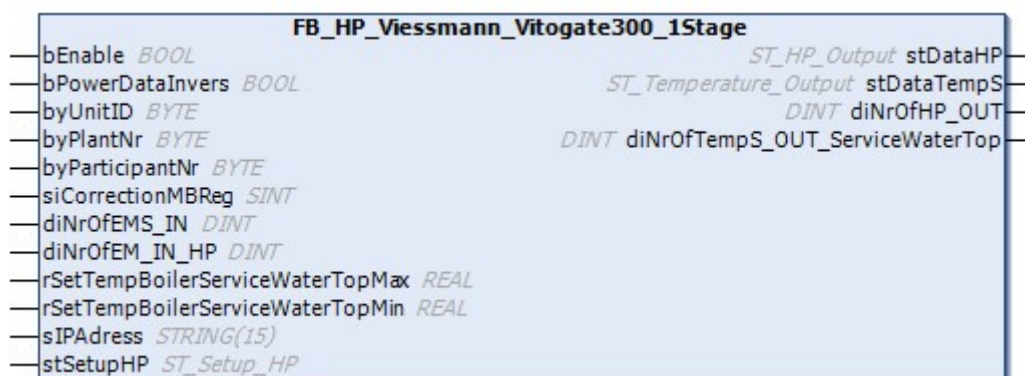 FB_HP_Viessmann_Vitogate300_1Stage
bEnable BOOL ST_HP_Output stDataHP
bPowerDataInvers BOOL ST_Temperature_Output stDataTempS
byUnitID BYTE DINT diNrOfHP_OUT
byPlantNr BYTE DINT diNrOfTempS_OUT_ServiceWaterTop
byParticipantNr BYTE
siCorrectionMBReg SINT
diNrOfEMS_IN DINT
diNrOfEM_IN_HP DINT
rSetTempBoilerServiceWaterTopMax REAL
rSetTempBoilerServiceWaterTopMin REAL
sIPAdress STRING(15)
stSetupHP ST_Setup_HP